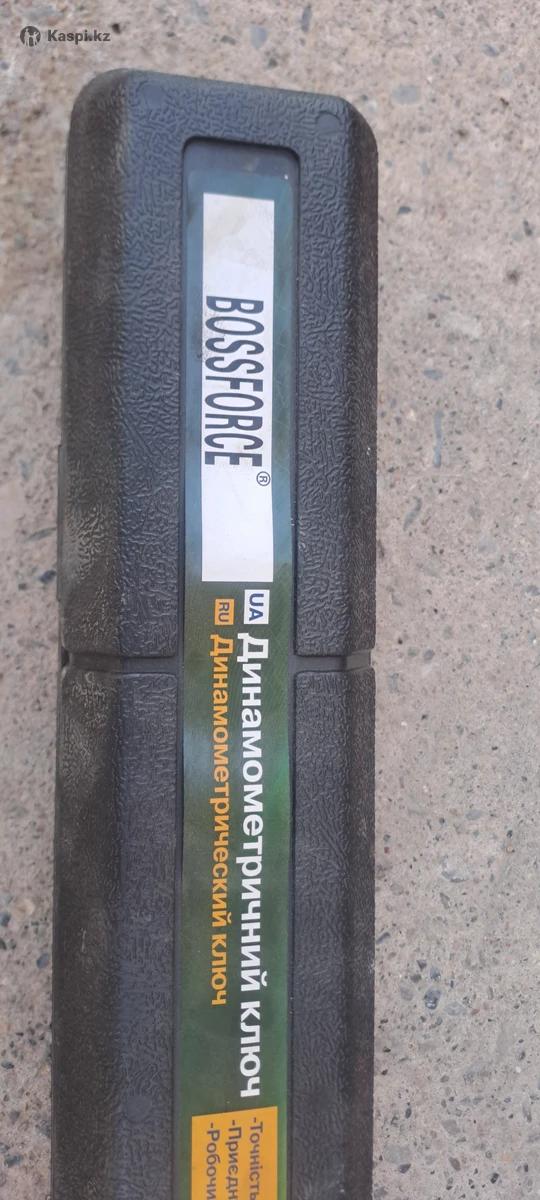 Kaspi.kz
BOSSFORCE®
UA Динамометричний ключ
RU Динамометрический ключ
-Точність
-Приєдн
-Робочи